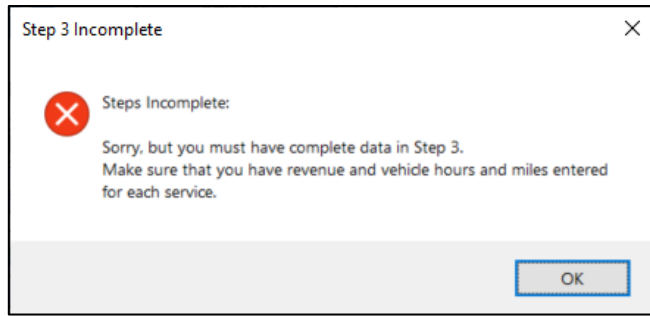 Step 3 Incomplete
Steps Incomplete:
Sorry, but you must have complete data in Step 3.
Make sure that you have revenue and vehicle hours and miles entered
for each service.
OK